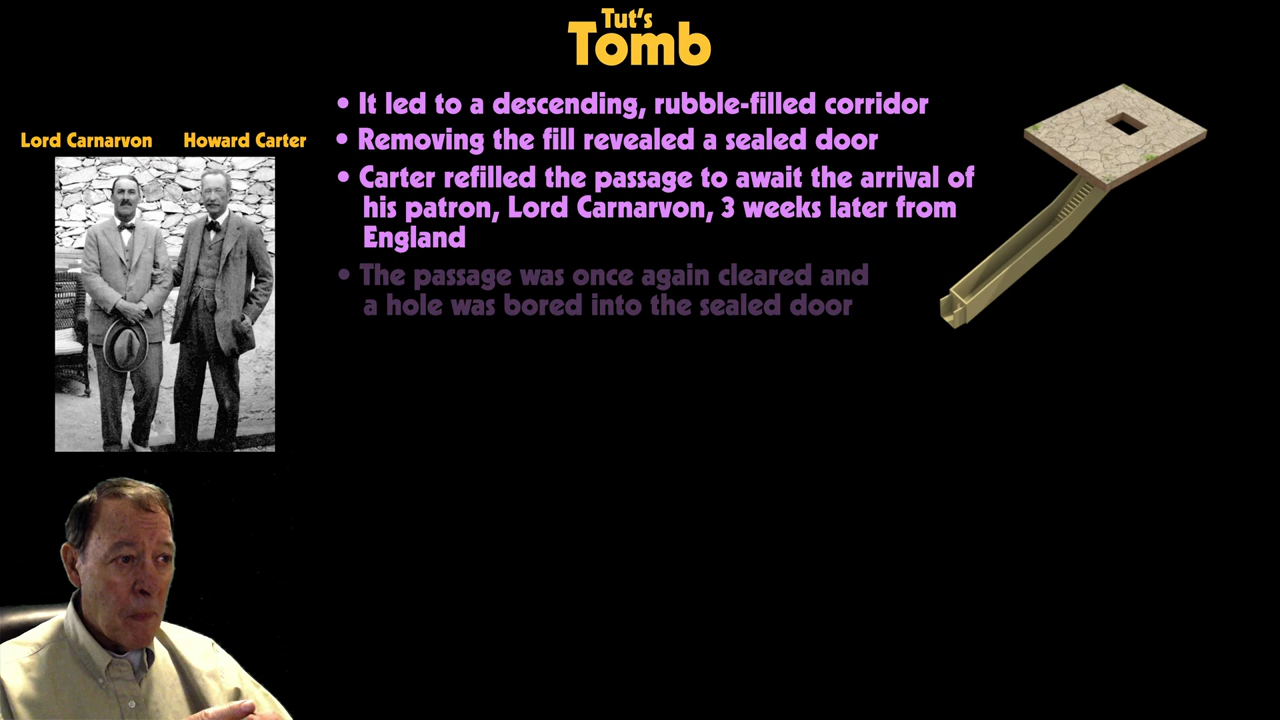 Tut's
Tomb
• It led to a descending, rubble-filled corridor
• Removing the fill revealed a sealed door
Lord Carnarvon Howard Carter
• Carter refilled the passage to await the arrival of
his patron, Lord Carnarvon, 3 weeks later from
England
• The passage was once again cleared and
a hole was bored into the sealed door